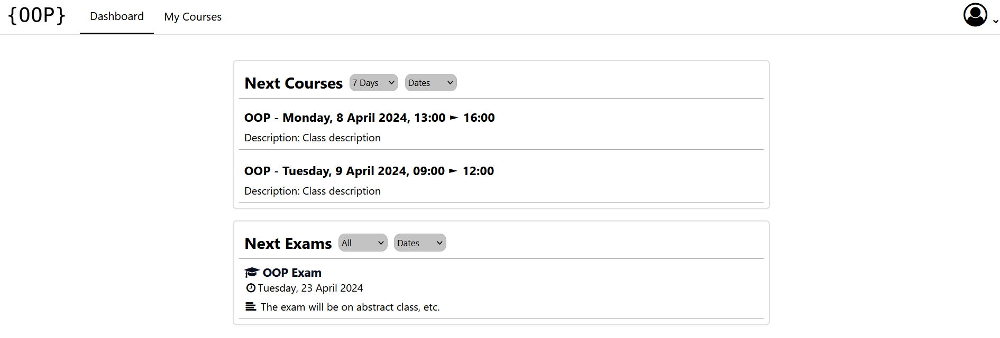 {OOP} Dashboard My Courses
Next Courses 7 Days Dates
OOP - Monday, 8 April 2024, 13:00 ► 16:00
Description: Class description
OOP - Tuesday, 9 April 2024, 09:00 ► 12:00
Description: Class description
Next Exams All Dates
OOP Exam
Tuesday, 23 April 2024
The exam will be on abstract class, etc.